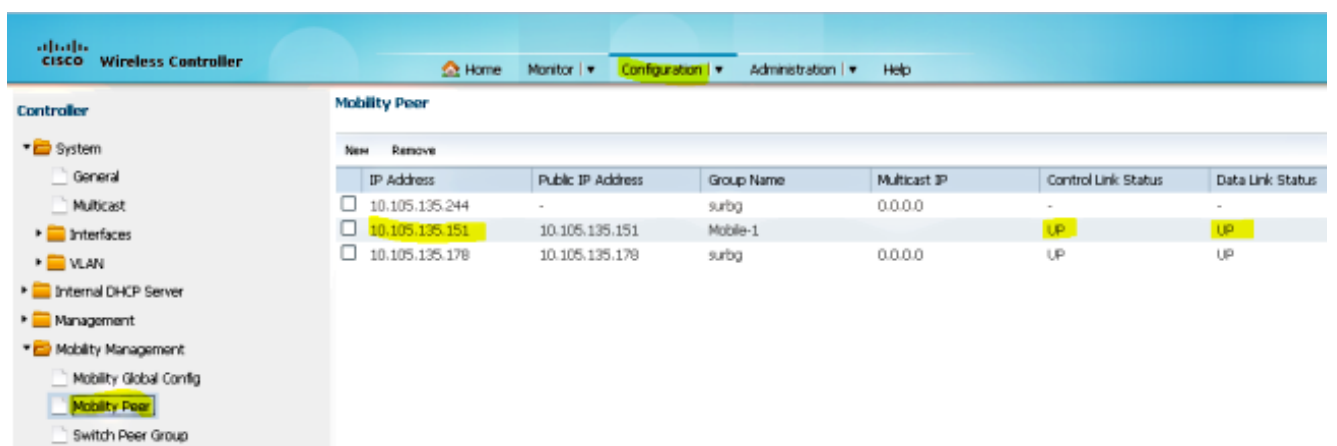 CISCO Wireless Controller
Home Monitor Configuration Administration Help
Controller
System
General
Multicast
Interfaces
VLAN
Internal DHCP Server
Management
Mobility Management
Mobility Global Config
Mobility Peer
Switch Peer Group
Mobility Peer
New Remove
IP Address Public IP Address Group Name Multicast IP Control Link Status Data Link Status
10.105.135.244 - surbg 0.0.0.0 - -
10.105.135.151 10.105.135.151 Mobile-1 UP UP
10.105.135.178 10.105.135.178 surbg 0.0.0.0 UP UP